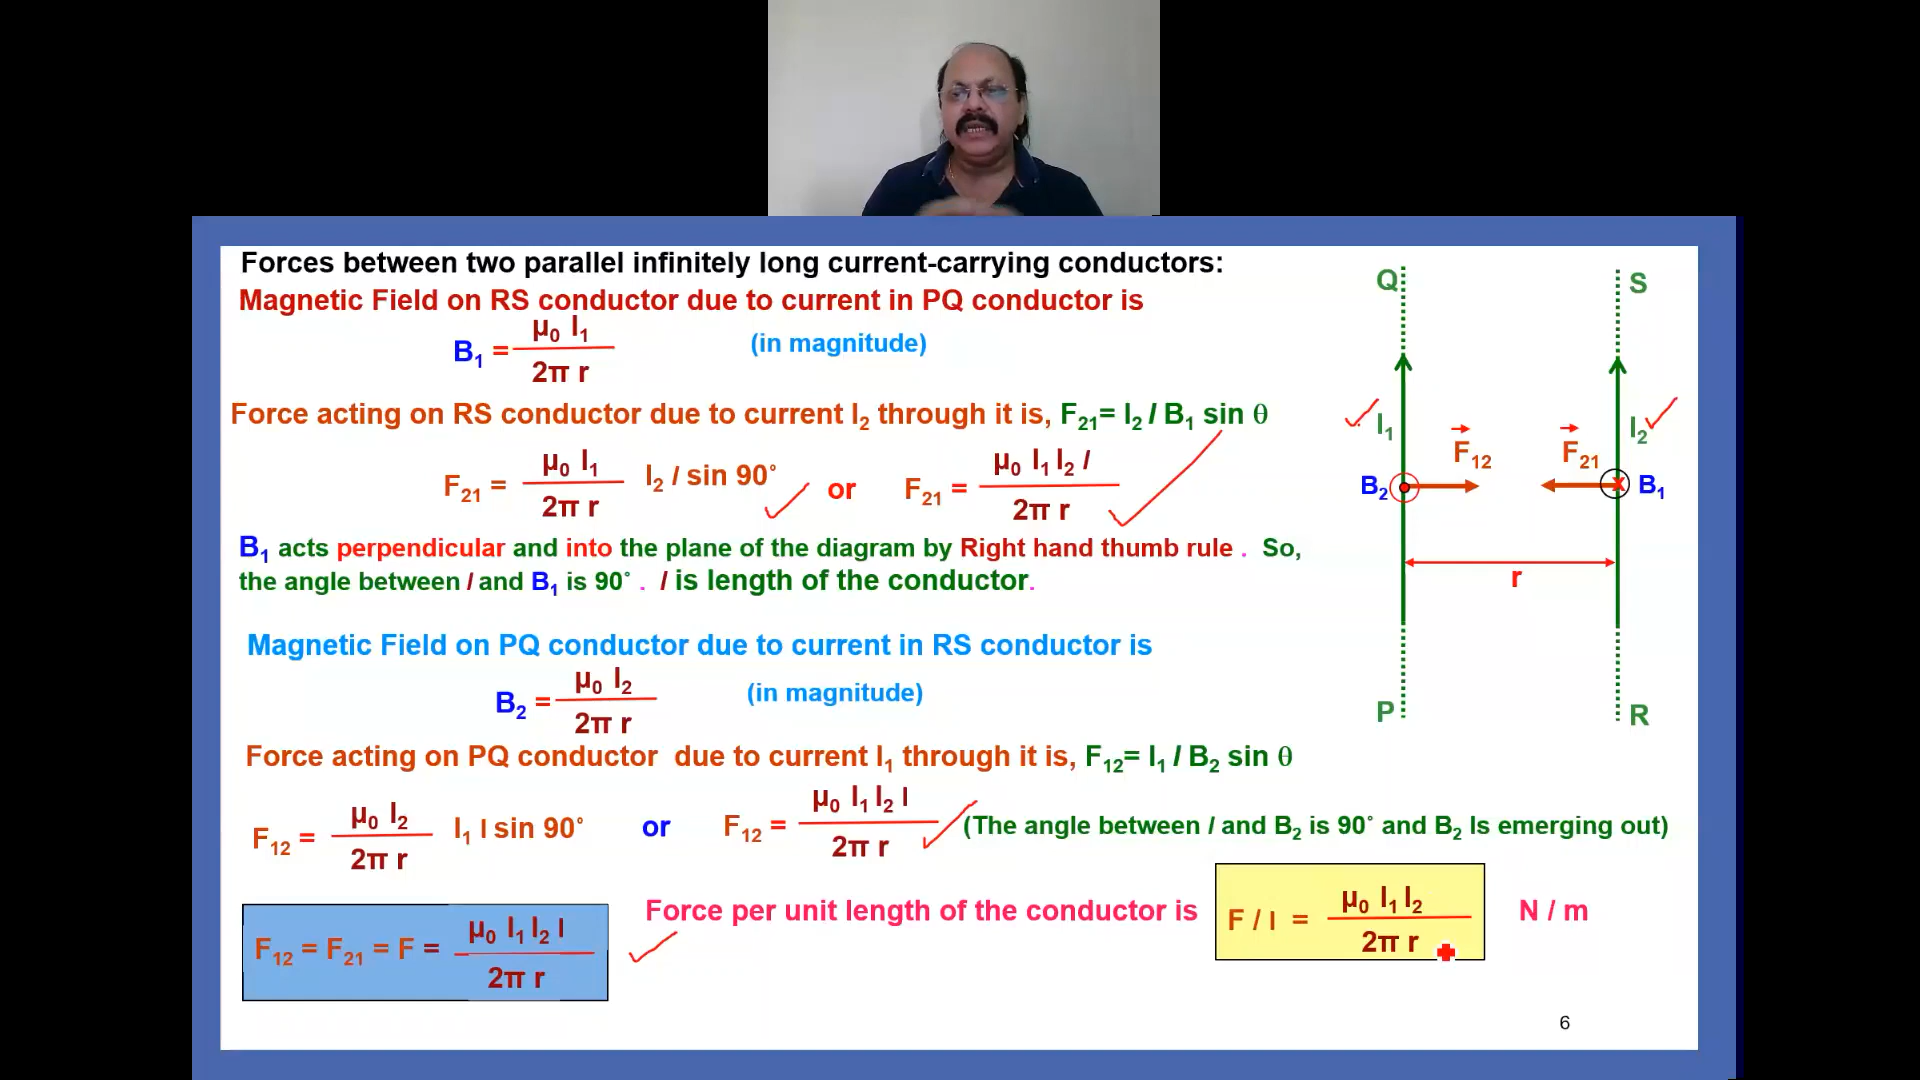 Forces between two parallel infinitely long current-carrying conductors:
Magnetic Field on RS conductor due to current in PQ conductor is
B₁ = μ₀ I₁ / 2π r (in magnitude)
Force acting on RS conductor due to current I₂ through it is, F₂₁= I₂ l B₁ sin θ
F₂₁ = μ₀ I₁ / 2π r I₂ l sin 90˚ or F₂₁ = μ₀ I₁ I₂ l / 2π r
B₁ acts perpendicular and into the plane of the diagram by Right hand thumb rule . So,
the angle between l and B₁ is 90˚ . l is length of the conductor.
Magnetic Field on PQ conductor due to current in RS conductor is
B₂ = μ₀ I₂ / 2π r (in magnitude)
Force acting on PQ conductor due to current I₁ through it is, F₁₂= I₁ l B₂ sin θ
F₁₂ = μ₀ I₂ / 2π r I₁ l sin 90˚ or F₁₂ = μ₀ I₁ I₂ l / 2π r (The angle between l and B₂ is 90˚ and B₂ Is emerging out)
F₁₂ = F₂₁ = F = μ₀ I₁ I₂ l / 2π r
Force per unit length of the conductor is F / l = μ₀ I₁ I₂ / 2π r N / m
Q S
I₁ F₁₂ F₂₁ I₂
B₂ x B₁
r
P R
6